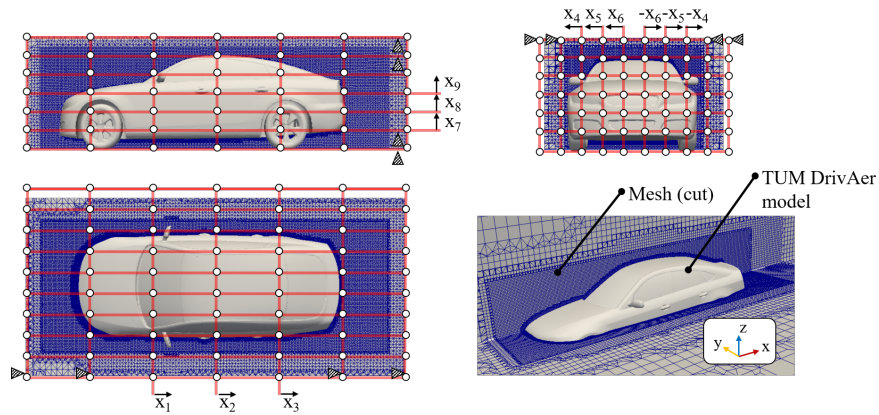 x₄ x₅ x₆ -x₆ -x₅ -x₄
x₉
x₈
x₇
Mesh (cut)
TUM DrivAer
model
z
y x
x₁ x₂ x₃